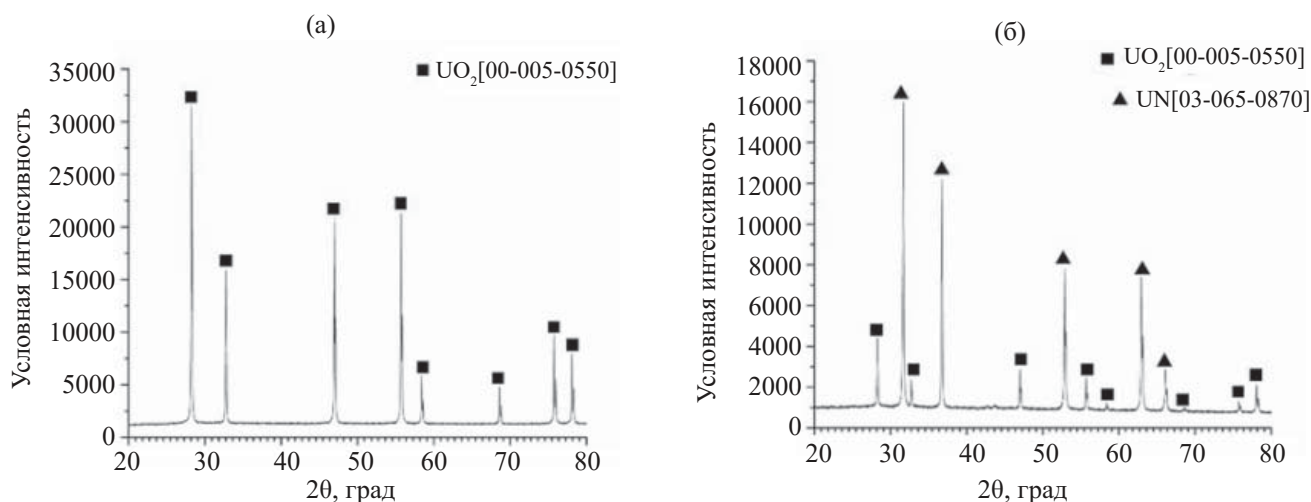 (а)
35000
30000
25000
20000
15000
10000
5000
0
Условная интенсивность
20 30 40 50 60 70 80
2θ, град
UO₂[00-005-0550]
(б)
18000
16000
14000
12000
10000
8000
6000
4000
2000
0
Условная интенсивность
20 30 40 50 60 70 80
2θ, град
UO₂[00-005-0550]
UN[03-065-0870]